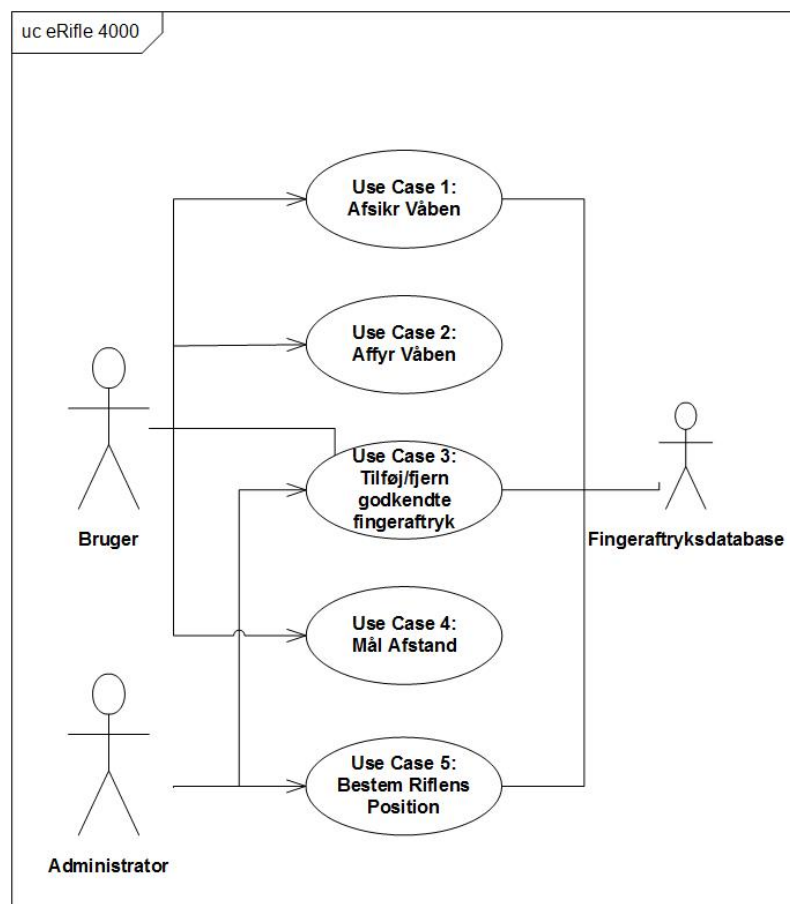 uc eRifle 4000
Use Case 1:
Afsikr Våben
Use Case 2:
Affyr Våben
Use Case 3:
Tilføj/fjern
godkendte
fingeraftryk
Bruger
Fingeraftryksdatabase
Use Case 4:
Mål Afstand
Use Case 5:
Bestem Riflens
Position
Administrator